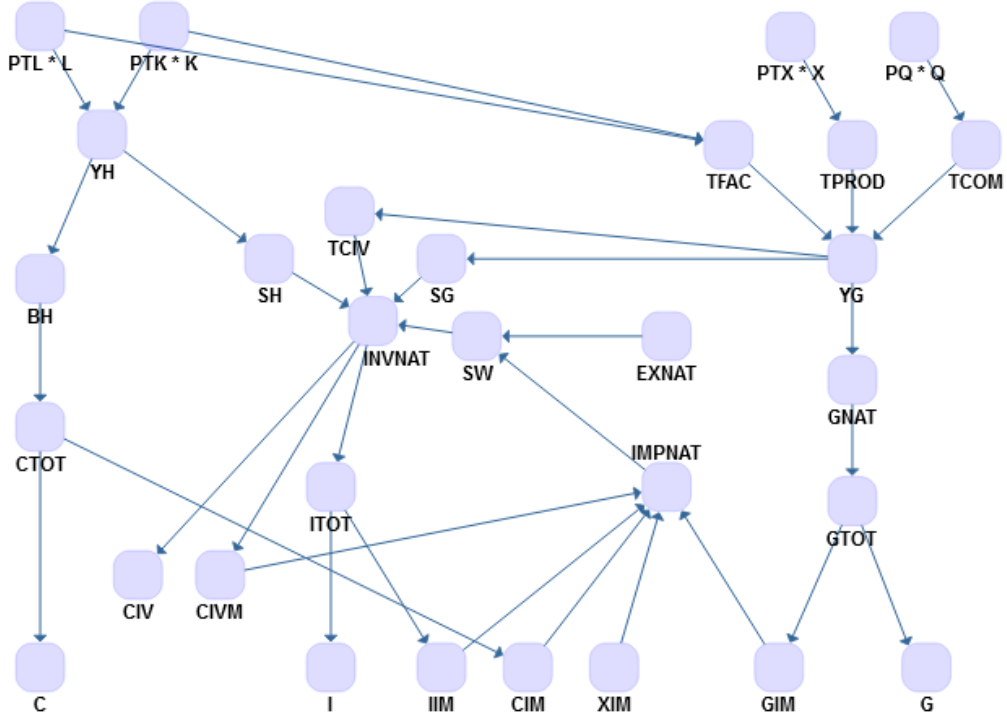 PTL * L
PTK * K
PTX * X
PQ * Q
YH
TFAC
TPROD
TCOM
TCIV
SH
SG
YG
BH
INVNAT
SW
EXNAT
GNAT
CTOT
IMPNAT
ITOT
GTOT
CIV
CIVM
C
I
IIM
CIM
XIM
GIM
G